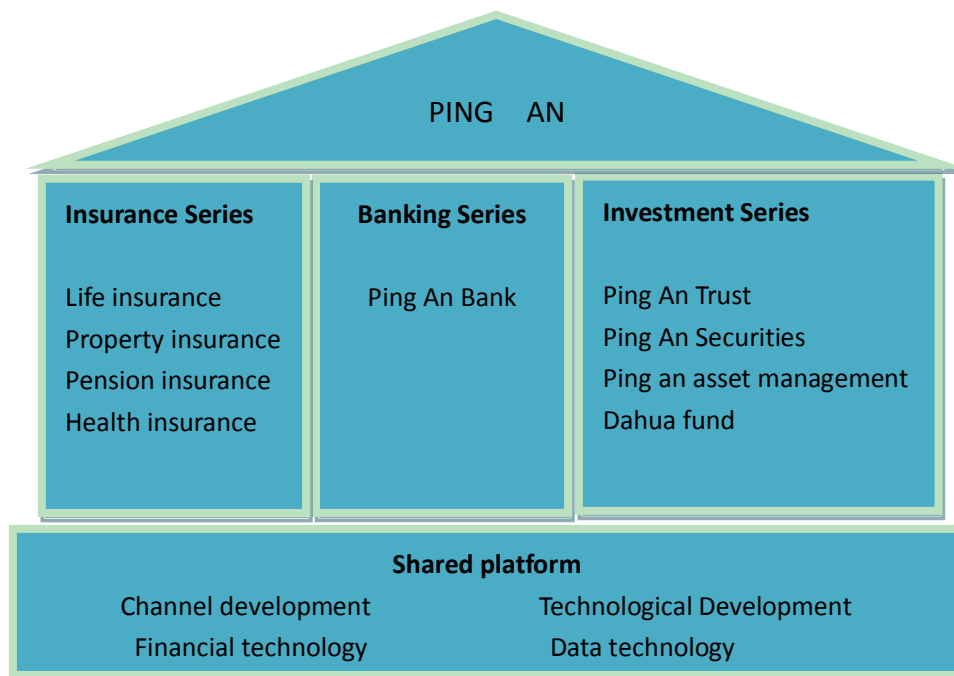 PING AN
Insurance Series
Life insurance
Property insurance
Pension insurance
Health insurance
Banking Series
Ping An Bank
Investment Series
Ping An Trust
Ping An Securities
Ping an asset management
Dahua fund
Shared platform
Channel development Technological Development
Financial technology Data technology